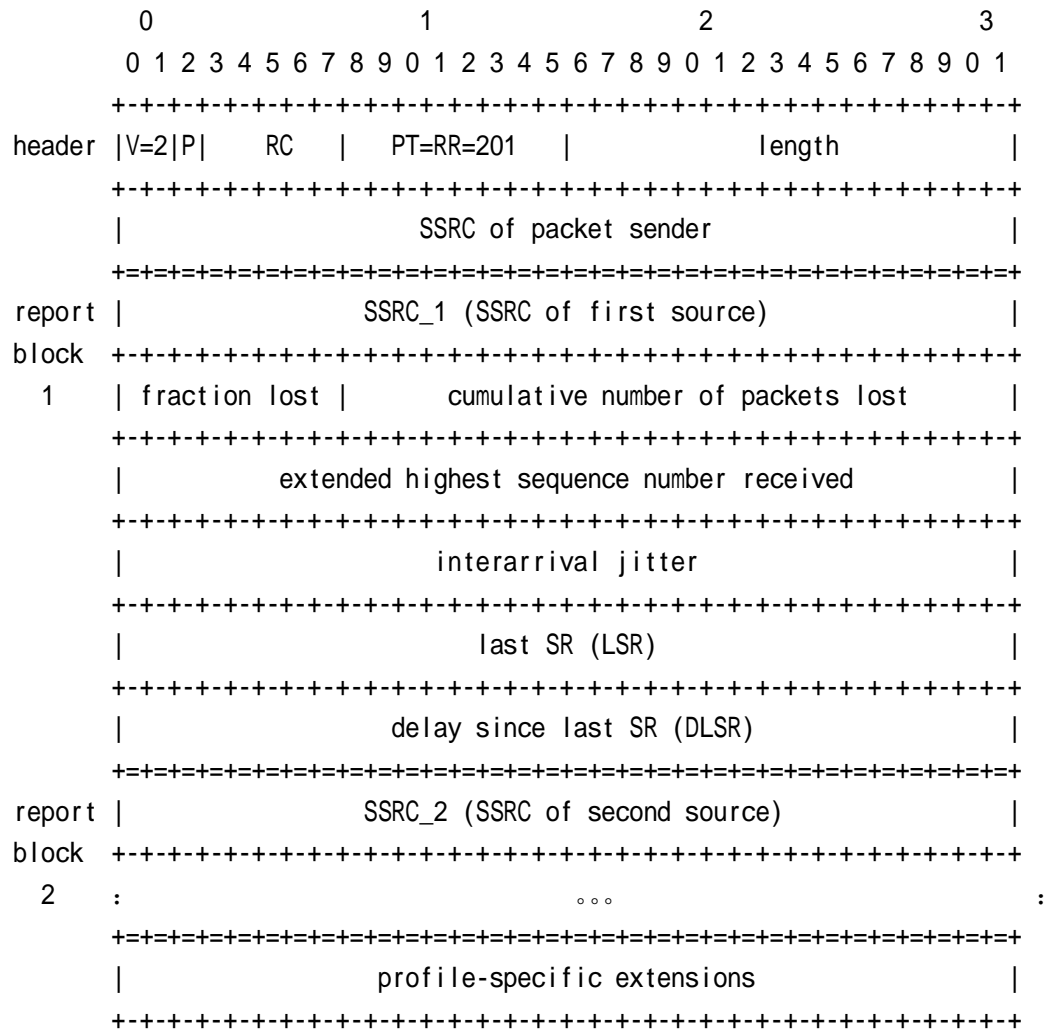 0                   1                   2                   3
        0 1 2 3 4 5 6 7 8 9 0 1 2 3 4 5 6 7 8 9 0 1 2 3 4 5 6 7 8 9 0 1
       +-+-+-+-+-+-+-+-+-+-+-+-+-+-+-+-+-+-+-+-+-+-+-+-+-+-+-+-+-+-+-+-+
header |V=2|P|    RC   |   PT=RR=201   |             length            |
       +-+-+-+-+-+-+-+-+-+-+-+-+-+-+-+-+-+-+-+-+-+-+-+-+-+-+-+-+-+-+-+-+
       |                     SSRC of packet sender                     |
       +=+=+=+=+=+=+=+=+=+=+=+=+=+=+=+=+=+=+=+=+=+=+=+=+=+=+=+=+=+=+=+=+
report |                 SSRC_1 (SSRC of first source)                 |
block  +-+-+-+-+-+-+-+-+-+-+-+-+-+-+-+-+-+-+-+-+-+-+-+-+-+-+-+-+-+-+-+-+
  1    | fraction lost |       cumulative number of packets lost       |
       +-+-+-+-+-+-+-+-+-+-+-+-+-+-+-+-+-+-+-+-+-+-+-+-+-+-+-+-+-+-+-+-+
       |           extended highest sequence number received           |
       +-+-+-+-+-+-+-+-+-+-+-+-+-+-+-+-+-+-+-+-+-+-+-+-+-+-+-+-+-+-+-+-+
       |                      interarrival jitter                      |
       +-+-+-+-+-+-+-+-+-+-+-+-+-+-+-+-+-+-+-+-+-+-+-+-+-+-+-+-+-+-+-+-+
       |                         last SR (LSR)                         |
       +-+-+-+-+-+-+-+-+-+-+-+-+-+-+-+-+-+-+-+-+-+-+-+-+-+-+-+-+-+-+-+-+
       |                   delay since last SR (DLSR)                  |
       +=+=+=+=+=+=+=+=+=+=+=+=+=+=+=+=+=+=+=+=+=+=+=+=+=+=+=+=+=+=+=+=+
report |                 SSRC_2 (SSRC of second source)                |
block  +-+-+-+-+-+-+-+-+-+-+-+-+-+-+-+-+-+-+-+-+-+-+-+-+-+-+-+-+-+-+-+-+
  2    :                               。。。                              :
       +=+=+=+=+=+=+=+=+=+=+=+=+=+=+=+=+=+=+=+=+=+=+=+=+=+=+=+=+=+=+=+=+
       |                  profile-specific extensions                  |
       +-+-+-+-+-+-+-+-+-+-+-+-+-+-+-+-+-+-+-+-+-+-+-+-+-+-+-+-+-+-+-+-+